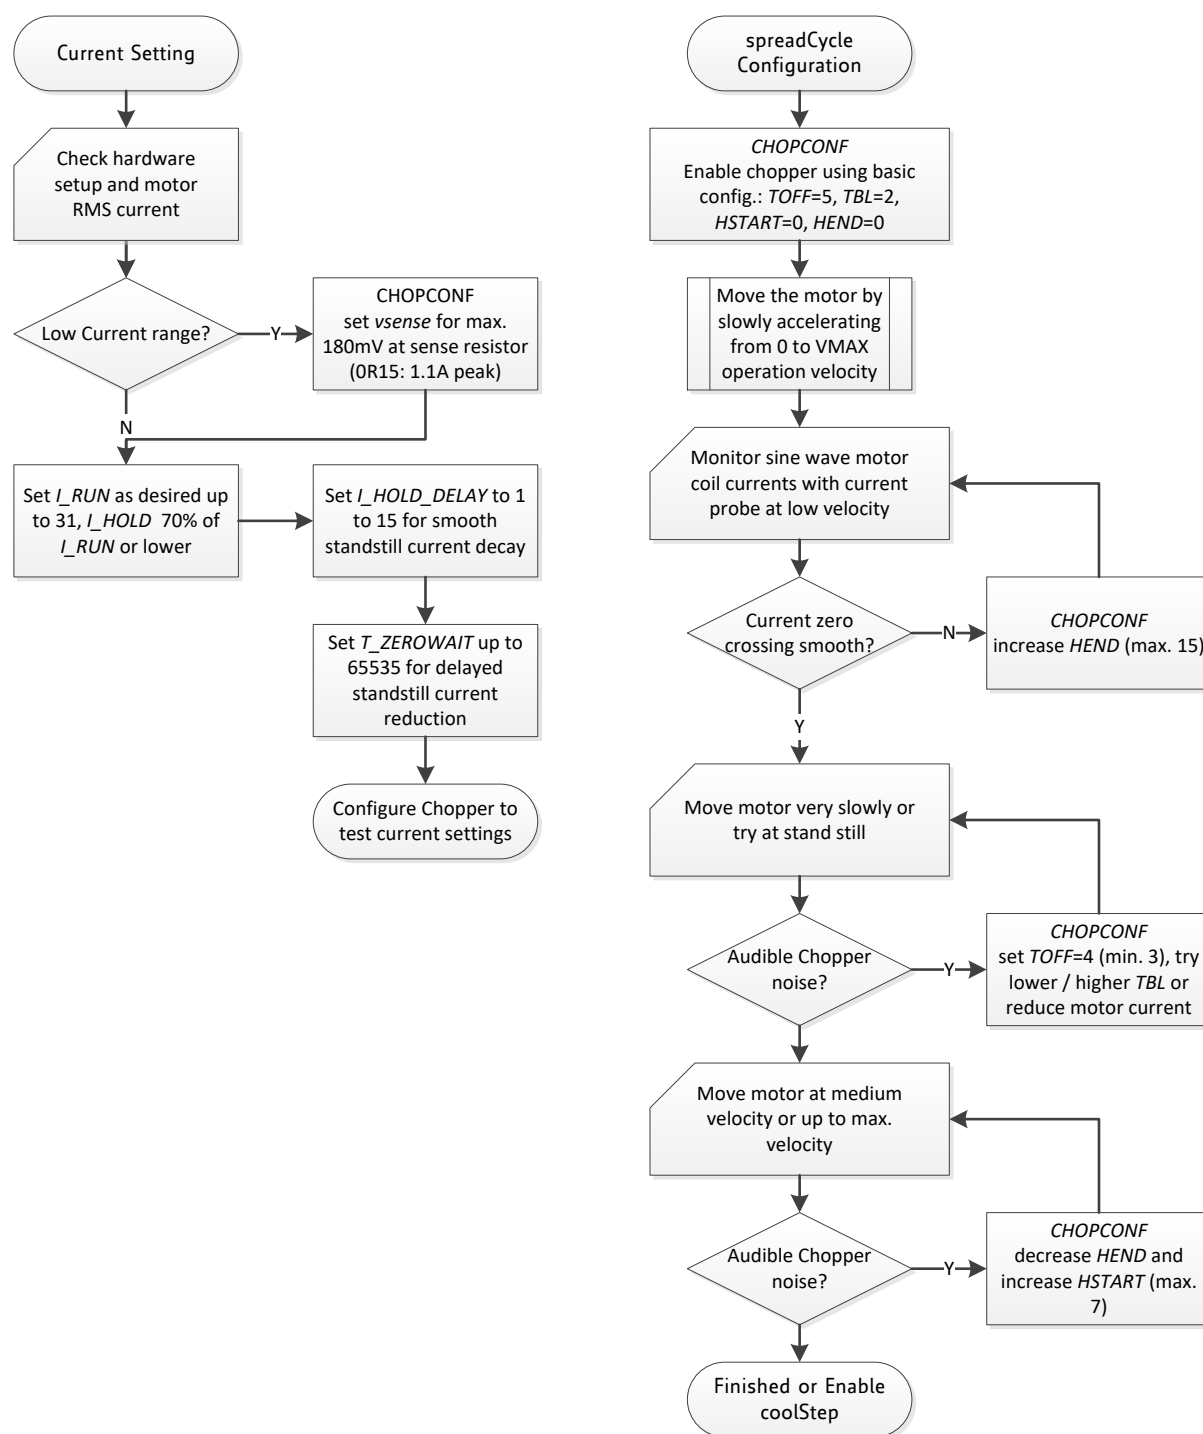 Current Setting
Check hardware
setup and motor
RMS current
Low Current range?
Y
CHOPCONF
set vsense for max.
180mV at sense resistor
(0R15: 1.1A peak)
N
Set I_RUN as desired up
to 31, I_HOLD 70% of
I_RUN or lower
Set I_HOLD_DELAY to 1
to 15 for smooth
standstill current decay
Set T_ZEROWAIT up to
65535 for delayed
standstill current
reduction
Configure Chopper to
test current settings
spreadCycle
Configuration
CHOPCONF
Enable chopper using basic
config.: TOFF=5, TBL=2,
HSTART=0, HEND=0
Move the motor by
slowly accelerating
from 0 to VMAX
operation velocity
Monitor sine wave motor
coil currents with current
probe at low velocity
Current zero
crossing smooth?
N
CHOPCONF
increase HEND (max. 15)
Y
Move motor very slowly or
try at stand still
Audible Chopper
noise?
Y
CHOPCONF
set TOFF=4 (min. 3), try
lower / higher TBL or
reduce motor current
Move motor at medium
velocity or up to max.
velocity
Audible Chopper
noise?
Y
CHOPCONF
decrease HEND and
increase HSTART (max.
7)
Finished or Enable
coolStep